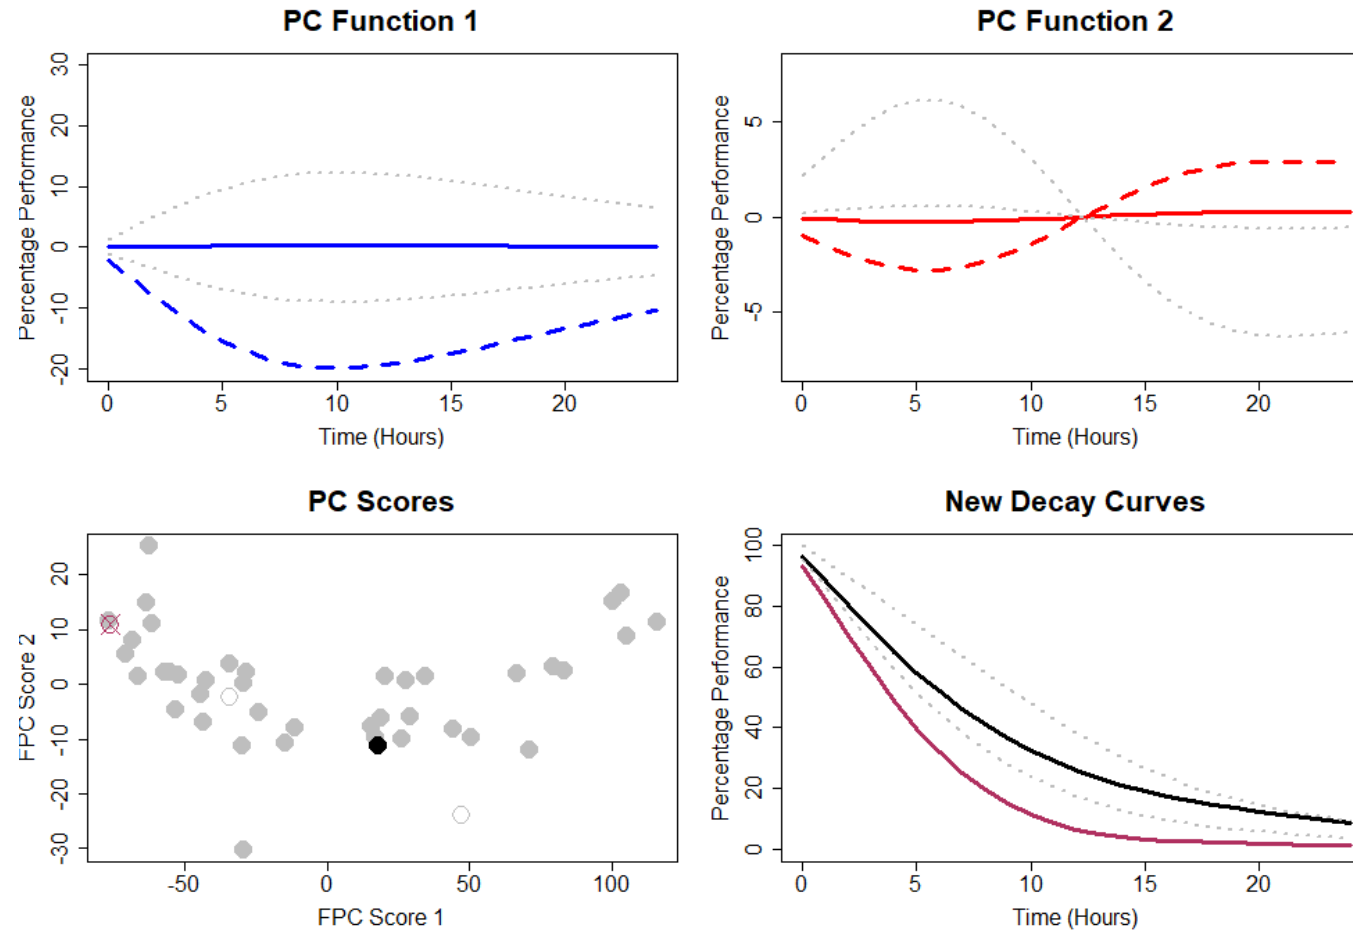 PC Function 1
Percentage Performance
30
20
10
0
-10
-20
0 5 10 15 20
Time (Hours)
PC Function 2
Percentage Performance
5
0
-5
0 5 10 15 20
Time (Hours)
PC Scores
FPC Score 2
20
10
0
-10
-20
-30
-50 0 50 100
FPC Score 1
New Decay Curves
Percentage Performance
100
80
60
40
20
0
0 5 10 15 20
Time (Hours)